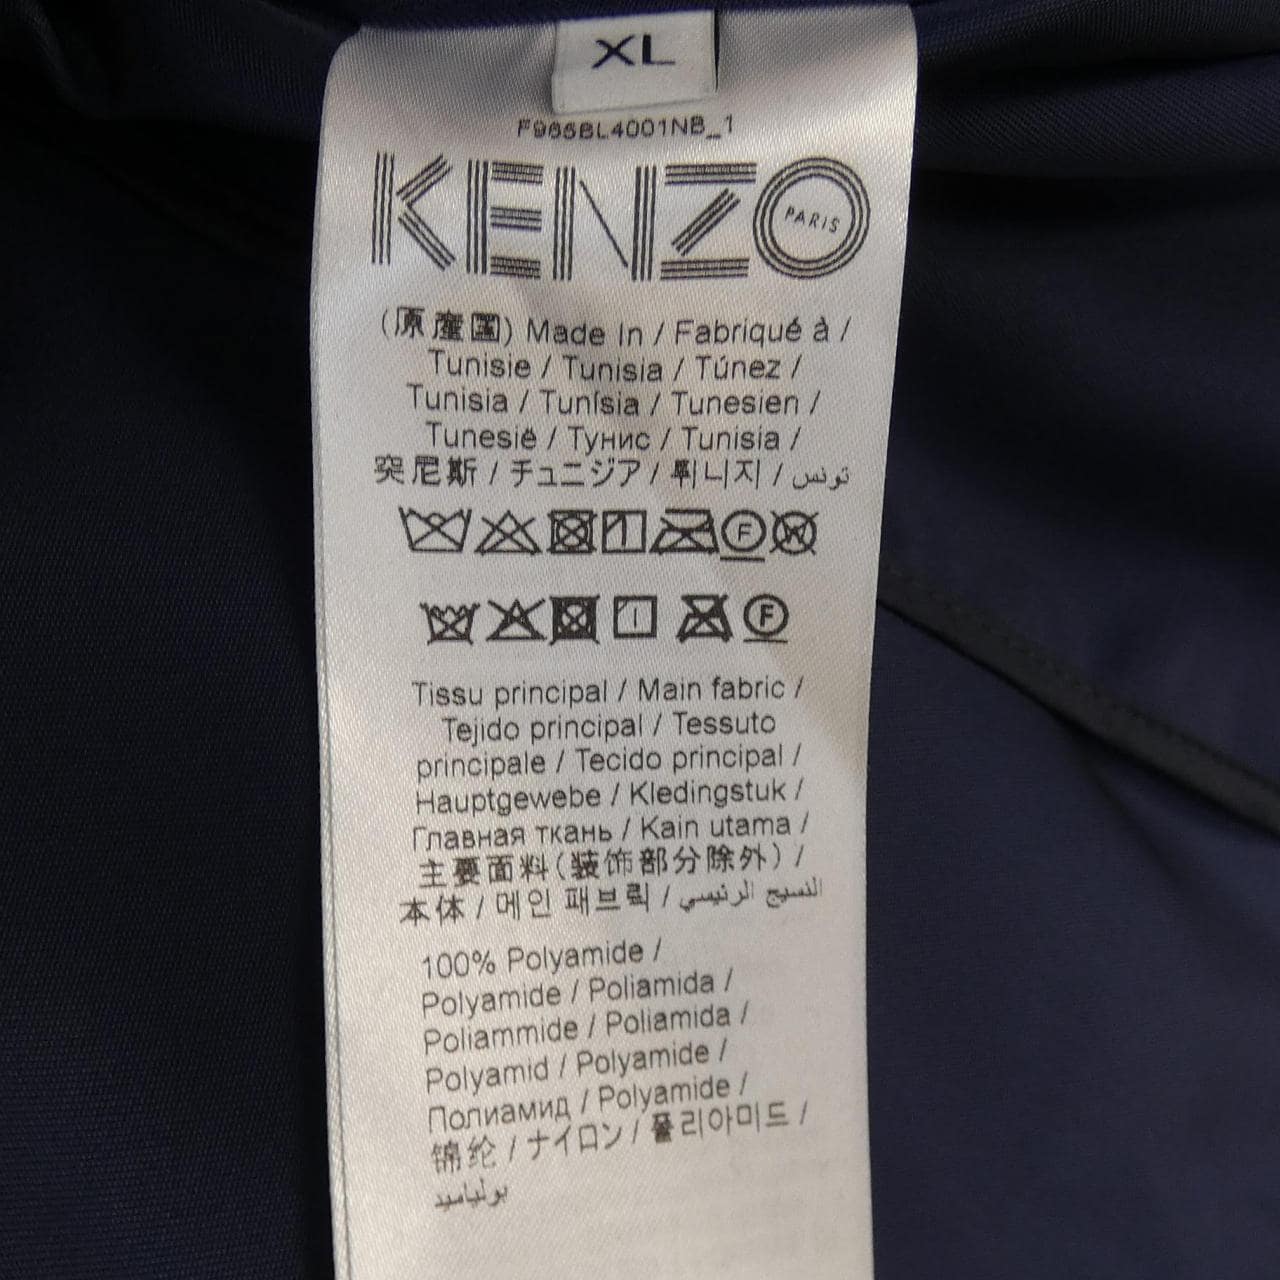 XL
F965BL4001NB_1
KENZO
PARIS
(原産国) Made In / Fabriqué à /
Tunisie / Tunisia / Túnez /
Tunisia / Tunísia / Tunesien /
Tunesië / Тунис / Tunisia /
突尼斯 / チュニジア / 튀니지 / تونس
F W
F
Tissu principal / Main fabric /
Tejido principal / Tessuto
principale / Tecido principal /
Hauptgewebe / Kledingstuk /
Главная ткань / Kain utama /
主要面料(装饰部分除外) /
本体 / 메인 패브릭 / النسيج الرئيسي
100% Polyamide /
Polyamide / Poliamida /
Poliammide / Poliamida /
Polyamid / Polyamide /
Полиамид / Polyamide /
锦纶 / ナイロン / 폴리아미드 /
بولياميد